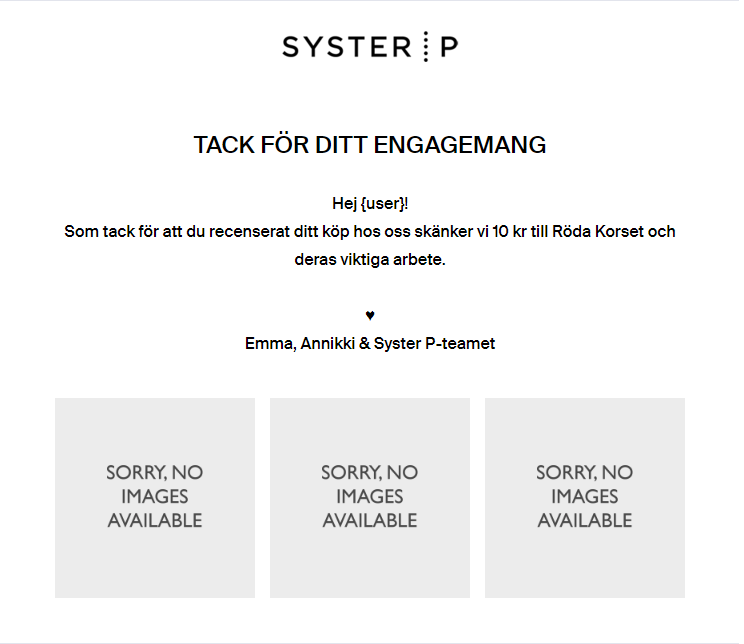 SYSTER P
TACK FÖR DITT ENGAGEMANG
Hej {user}!
Som tack för att du recenserat ditt köp hos oss skänker vi 10 kr till Röda Korset och
deras viktiga arbete.
♥
Emma, Annikki & Syster P-teamet
SORRY, NO
IMAGES
AVAILABLE
SORRY, NO
IMAGES
AVAILABLE
SORRY, NO
IMAGES
AVAILABLE